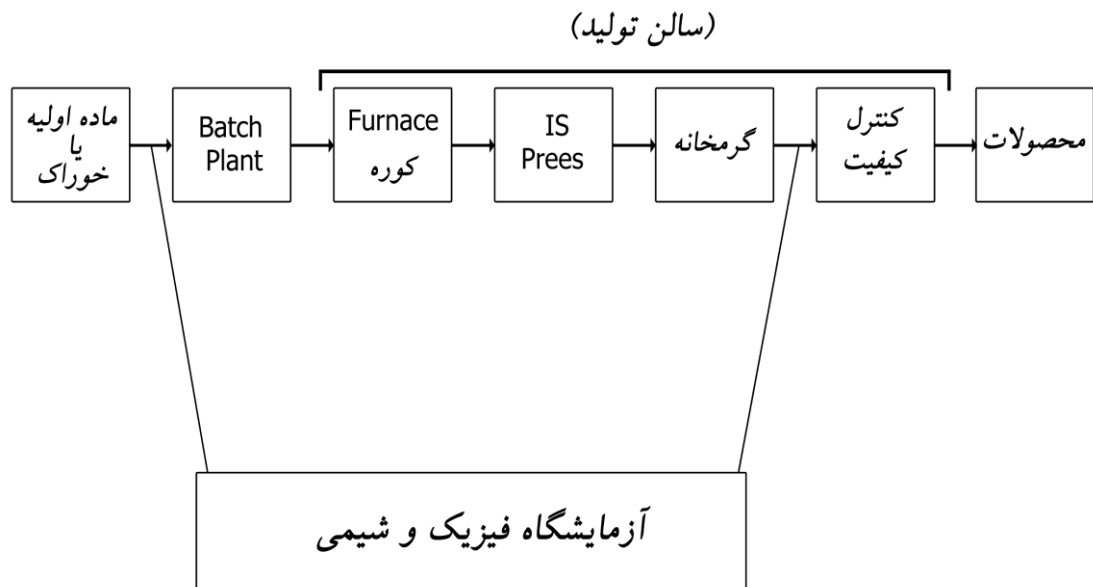 (سالن تولید)
ماده اولیه
یا
خوراک
Batch
Plant
Furnace
کوره
IS
Prees
گرمخانه
کنترل
کیفیت
محصولات
آزمایشگاه فیزیک و شیمی